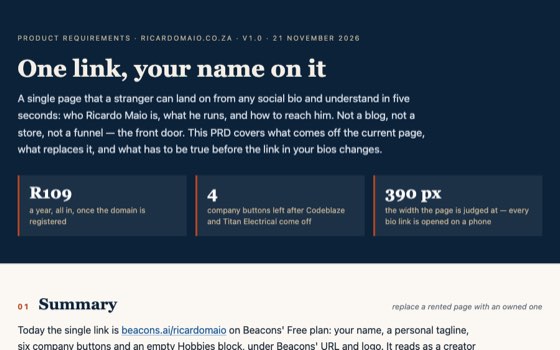 PRODUCT REQUIREMENTS · RICARDOMAIO.CO.ZA · V1.0 · 21 NOVEMBER 2026
One link, your name on it
A single page that a stranger can land on from any social bio and understand in five
seconds: who Ricardo Maio is, what he runs, and how to reach him. Not a blog, not a
store, not a funnel — the front door. This PRD covers what comes off the current page,
what replaces it, and what has to be true before the link in your bios changes.
R109
a year, all in, once the domain is
registered
4
company buttons left after Codeblaze
and Titan Electrical come off
390 px
the width the page is judged at — every
bio link is opened on a phone
01 Summary
replace a rented page with an owned one
Today the single link is beacons.ai/ricardomaio on Beacons' Free plan: your name, a personal tagline,
six company buttons and an empty Hobbies block, under Beacons' URL and logo. It reads as a creator